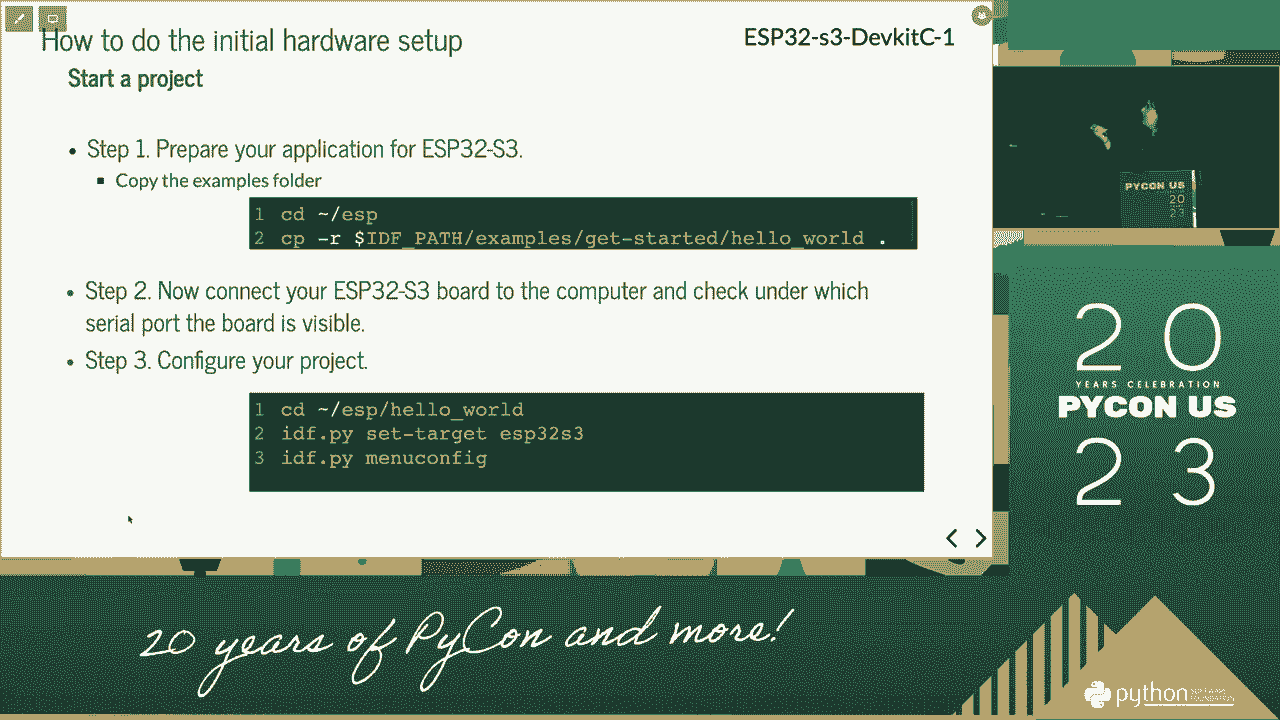 How to do the initial hardware setup
ESP32-s3-DevkitC-1
Start a project
Step 1. Prepare your application for ESP32-S3.
Copy the examples folder
1 cd ~/esp
2 cp -r $IDF_PATH/examples/get-started/hello_world .
Step 2. Now connect your ESP32-S3 board to the computer and check under which
serial port the board is visible.
Step 3. Configure your project.
1 cd ~/esp/hello_world
2 idf.py set-target esp32s3
3 idf.py menuconfig
PYCON US
20
23
20
YEARS CELEBRATION
PYCON US
23
20 years of PyCon and more!
python